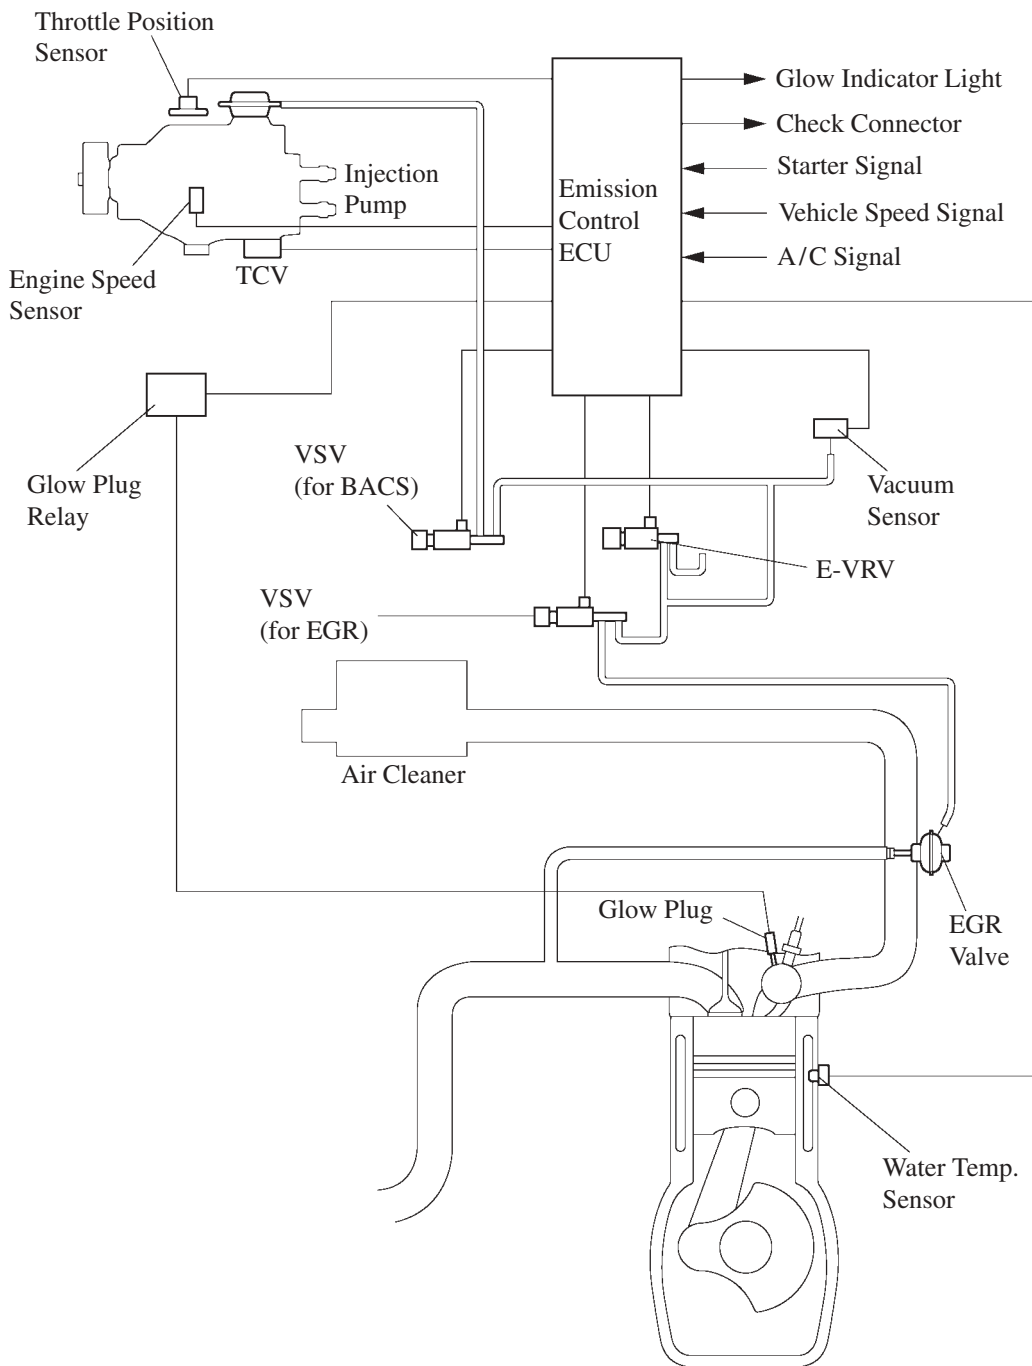 Throttle Position
Sensor
Glow Indicator Light
Check Connector
Starter Signal
Vehicle Speed Signal
A/C Signal
Injection
Pump
Emission
Control
ECU
TCV
Engine Speed
Sensor
Glow Plug
Relay
VSV
(for BACS)
Vacuum
Sensor
E-VRV
VSV
(for EGR)
Air Cleaner
Glow Plug
EGR
Valve
Water Temp.
Sensor